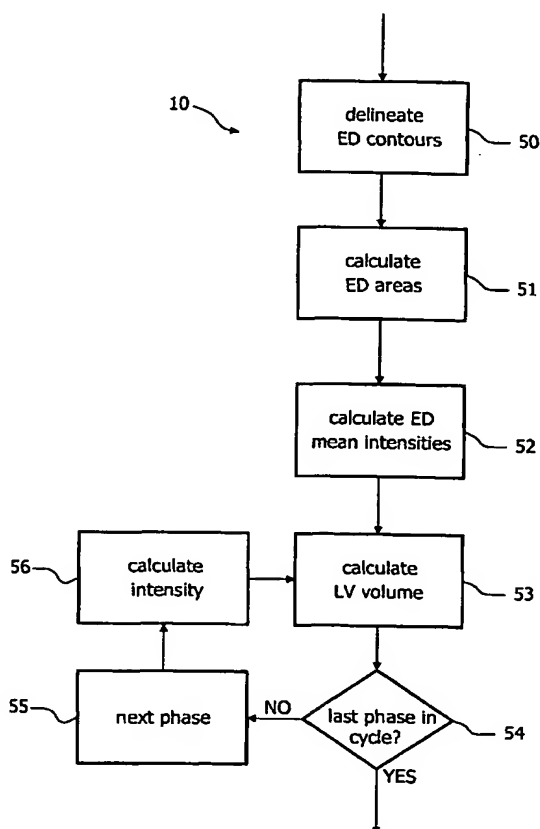 10
delineate
ED contours
50
calculate
ED areas
51
calculate ED
mean intensities
52
56
calculate
intensity
calculate
LV volume
53
55
next phase
NO
last phase in
cycle?
54
YES